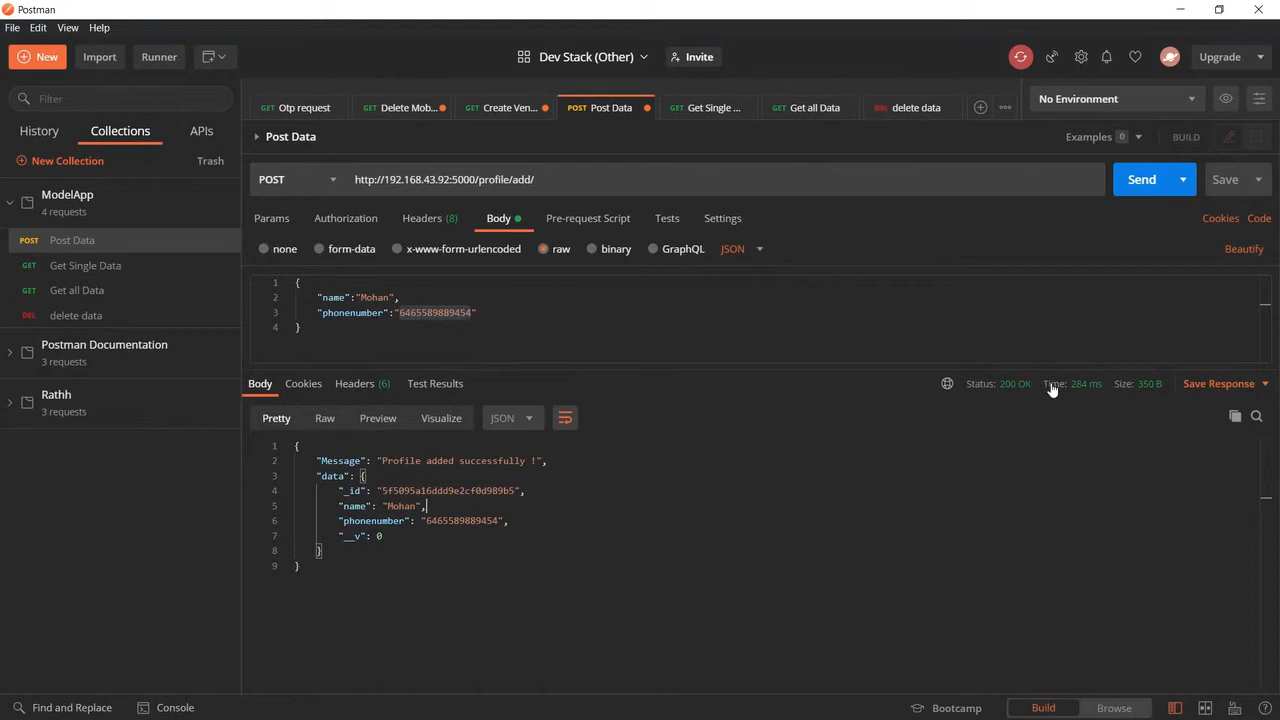 Postman
File Edit View Help
New Import Runner Dev Stack (Other) Invite Upgrade
Filter
History Collections APIs
New Collection Trash
ModelApp
4 requests
POST Post Data
GET Get Single Data
GET Get all Data
DEL delete data
Postman Documentation
3 requests
Rathh
3 requests
GET Otp request GET Delete Mob... GET Create Ven... POST Post Data GET Get Single ... GET Get all Data DEL delete data
No Environment
Post Data Examples 0 BUILD
POST http://192.168.43.92:5000/profile/add/ Send Save
Params Authorization Headers (8) Body Pre-request Script Tests Settings Cookies Code
none form-data x-www-form-urlencoded raw binary GraphQL JSON Beautify
1 {
2 "name":"Mohan",
3 "phonenumber":"6465589889454"
4 }
Body Cookies Headers (6) Test Results Status: 200 OK Time: 284 ms Size: 350 B Save Response
Pretty Raw Preview Visualize JSON
1 {
2 "Message": "Profile added successfully !",
3 "data": {
4 "_id": "5f5095a16ddd9e2cf0d989b5",
5 "name": "Mohan",
6 "phonenumber": "6465589889454",
7 "__v": 0
8 }
9 }
Find and Replace Console Bootcamp Build Browse